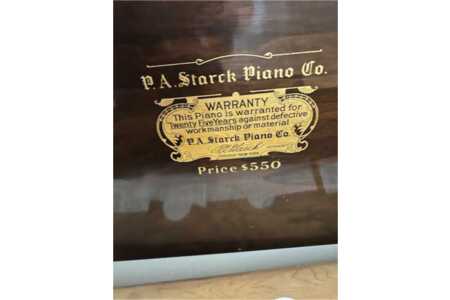 P.A. Starck Piano Co.
WARRANTY
This Piano is warranted for
Twenty Five Years against defective
workmanship or material
P.A. Starck Piano Co.
Price $550